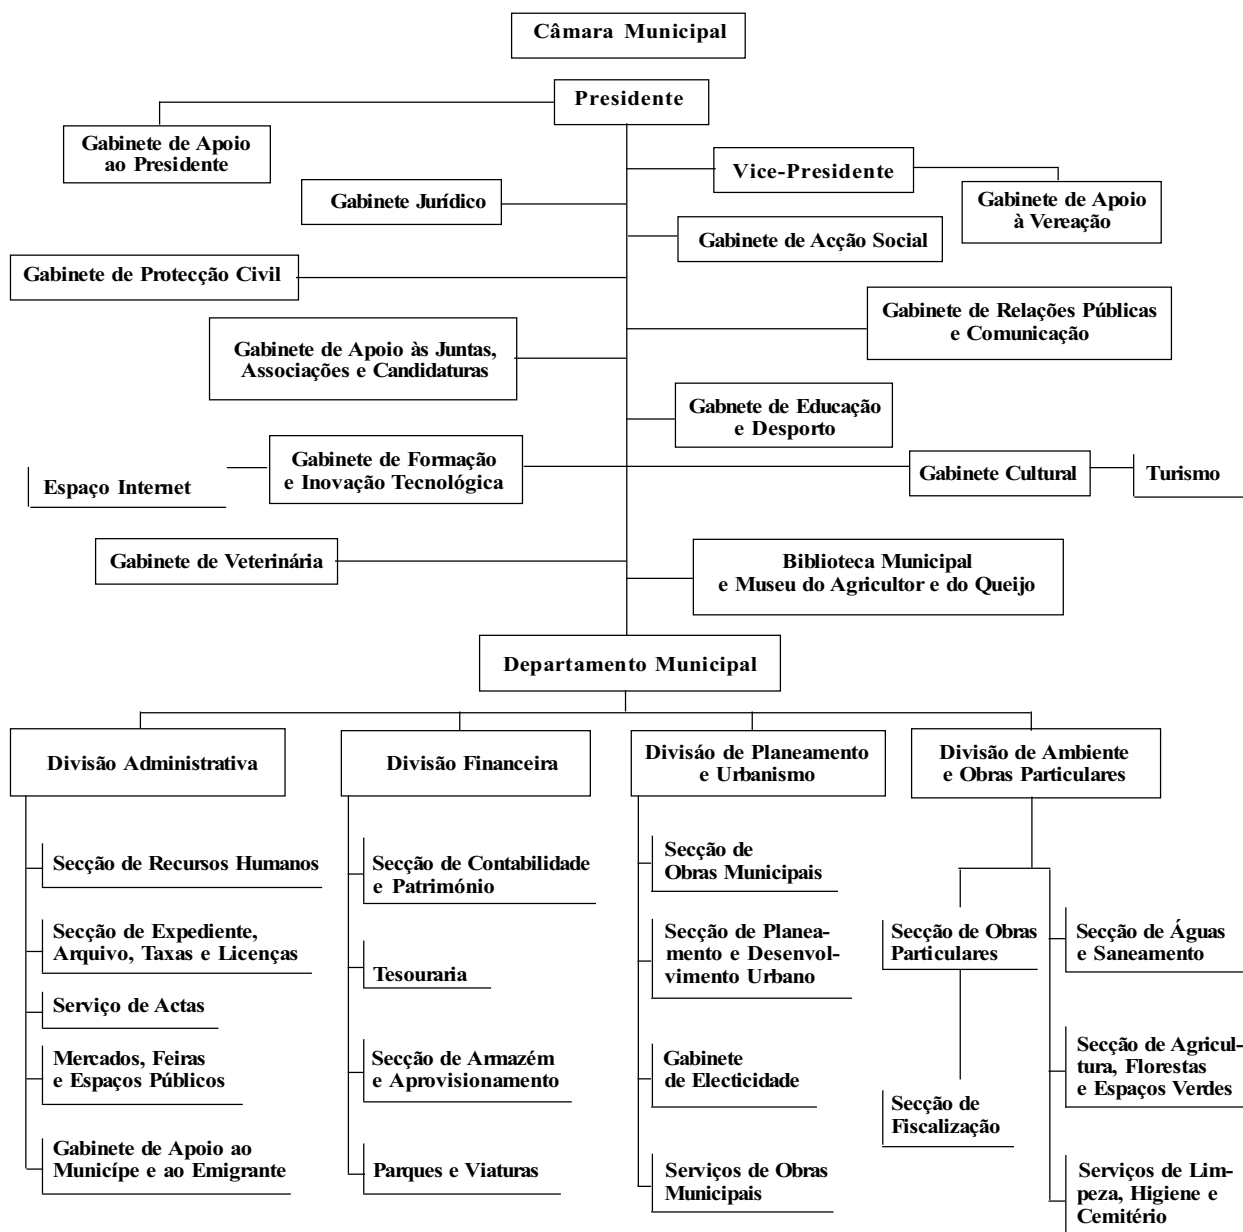 Câmara Municipal
Presidente
Gabinete de Apoio
ao Presidente
Vice-Presidente
Gabinete Jurídico
Gabinete de Apoio
à Vereação
Gabinete de Acção Social
Gabinete de Protecção Civil
Gabinete de Relações Públicas
e Comunicação
Gabinete de Apoio às Juntas,
Associações e Candidaturas
Gabnete de Educação
e Desporto
Espaço Internet
Gabinete de Formação
e Inovação Tecnológica
Gabinete Cultural
Turismo
Gabinete de Veterinária
Biblioteca Municipal
e Museu do Agricultor e do Queijo
Departamento Municipal
Divisão Administrativa
Divisão Financeira
Divisáo de Planeamento
e Urbanismo
Divisão de Ambiente
e Obras Particulares
Secção de Recursos Humanos
Secção de Expediente,
Arquivo, Taxas e Licenças
Serviço de Actas
Mercados, Feiras
e Espaços Públicos
Gabinete de Apoio ao
Municípe e ao Emigrante
Secção de Contabilidade
e Património
Tesouraria
Secção de Armazém
e Aprovisionamento
Parques e Viaturas
Secção de
Obras Municipais
Secção de Planea-
mento e Desenvol-
vimento Urbano
Gabinete
de Electicidade
Serviços de Obras
Municipais
Secção de Obras
Particulares
Secção de
Fiscalização
Secção de Águas
e Saneamento
Secção de Agricul-
tura, Florestas
e Espaços Verdes
Serviços de Lim-
peza, Higiene e
Cemitério